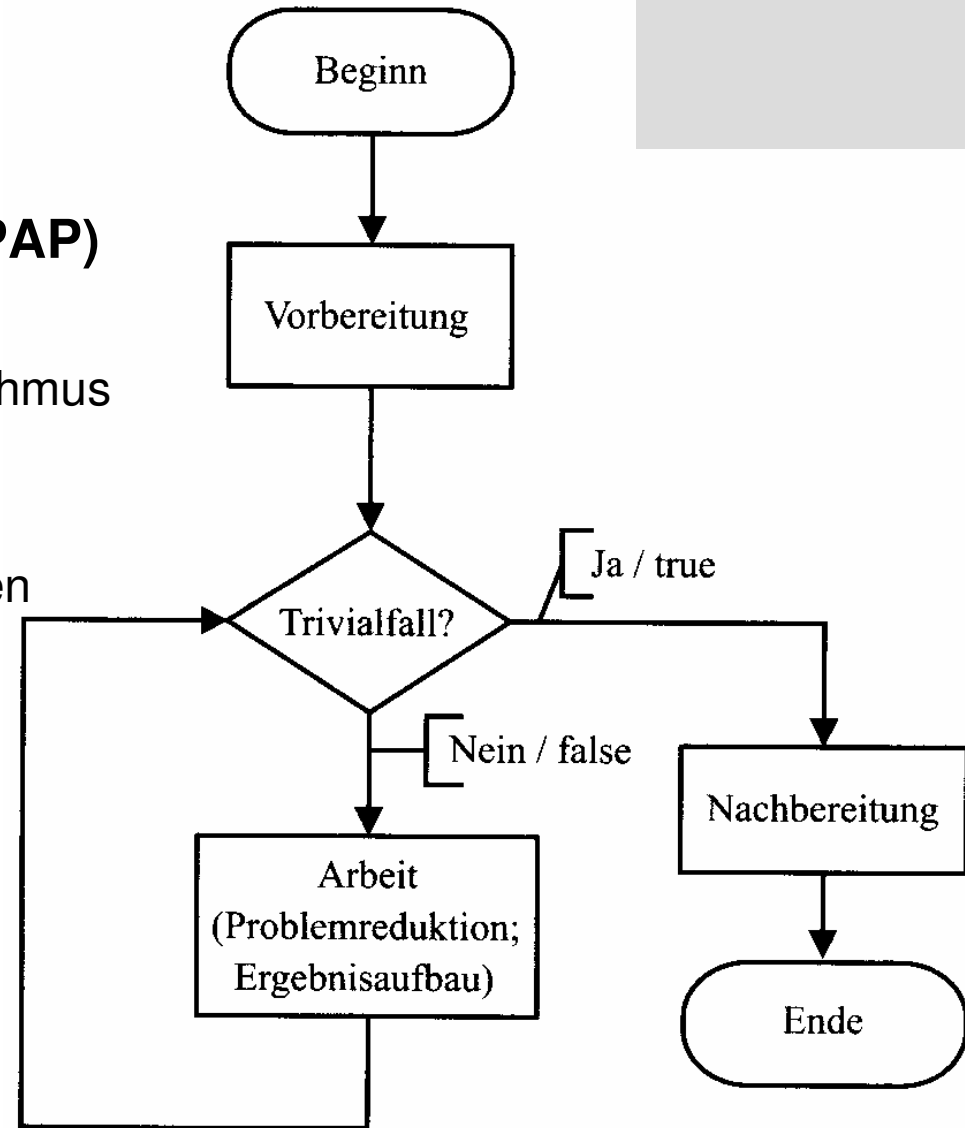 Beginn
PAP)
Vorbereitung
hmus
Ja / true
en
Trivialfall?
Nein / false
Nachbereitung
Arbeit
(Problemreduktion;
Ergebnisaufbau)
Ende